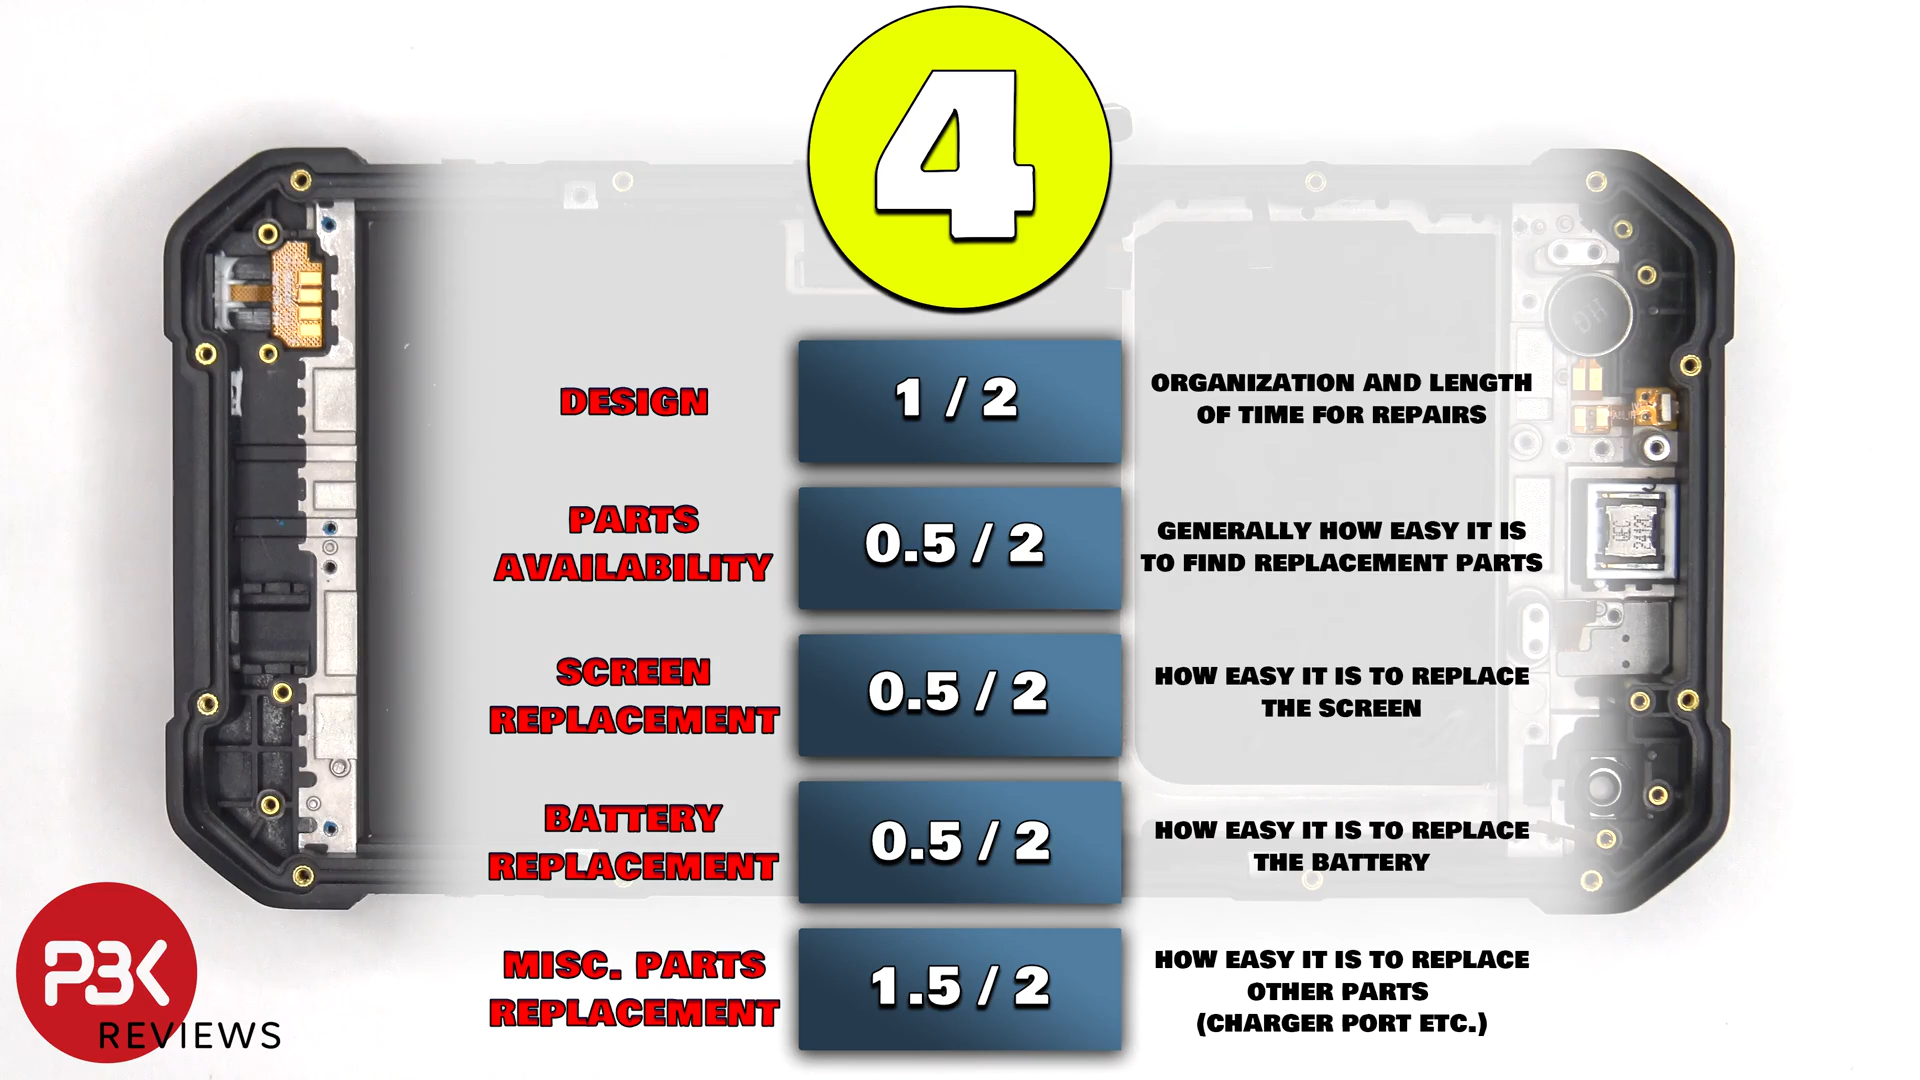 4
DESIGN
1 / 2
ORGANIZATION AND LENGTH
OF TIME FOR REPAIRS
PARTS
AVAILABILITY
0.5 / 2
GENERALLY HOW EASY IT IS
TO FIND REPLACEMENT PARTS
SCREEN
REPLACEMENT
0.5 / 2
HOW EASY IT IS TO REPLACE
THE SCREEN
BATTERY
REPLACEMENT
0.5 / 2
HOW EASY IT IS TO REPLACE
THE BATTERY
MISC. PARTS
REPLACEMENT
1.5 / 2
HOW EASY IT IS TO REPLACE
OTHER PARTS
(CHARGER PORT ETC.)
PBK
REVIEWS
HG